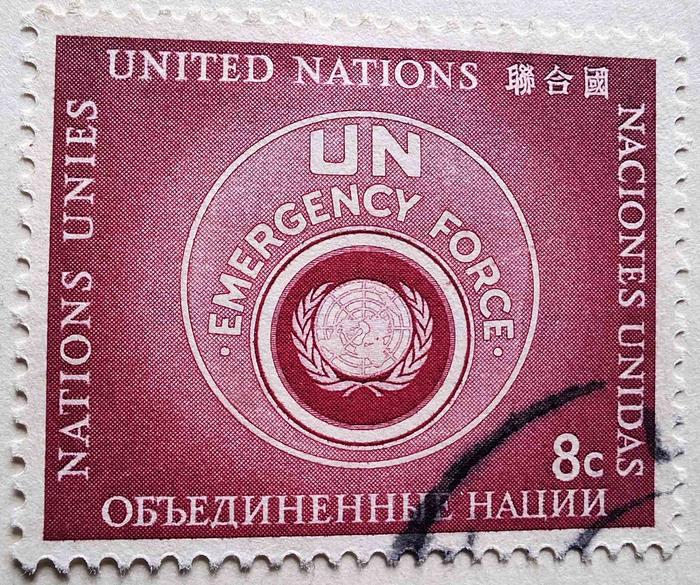 UNITED NATIONS 聯合國
NATIONS UNIES
NACIONES UNIDAS
UN
·EMERGENCY FORCE·
8c
ОБЪЕДИНЕННЫЕ НАЦИИ